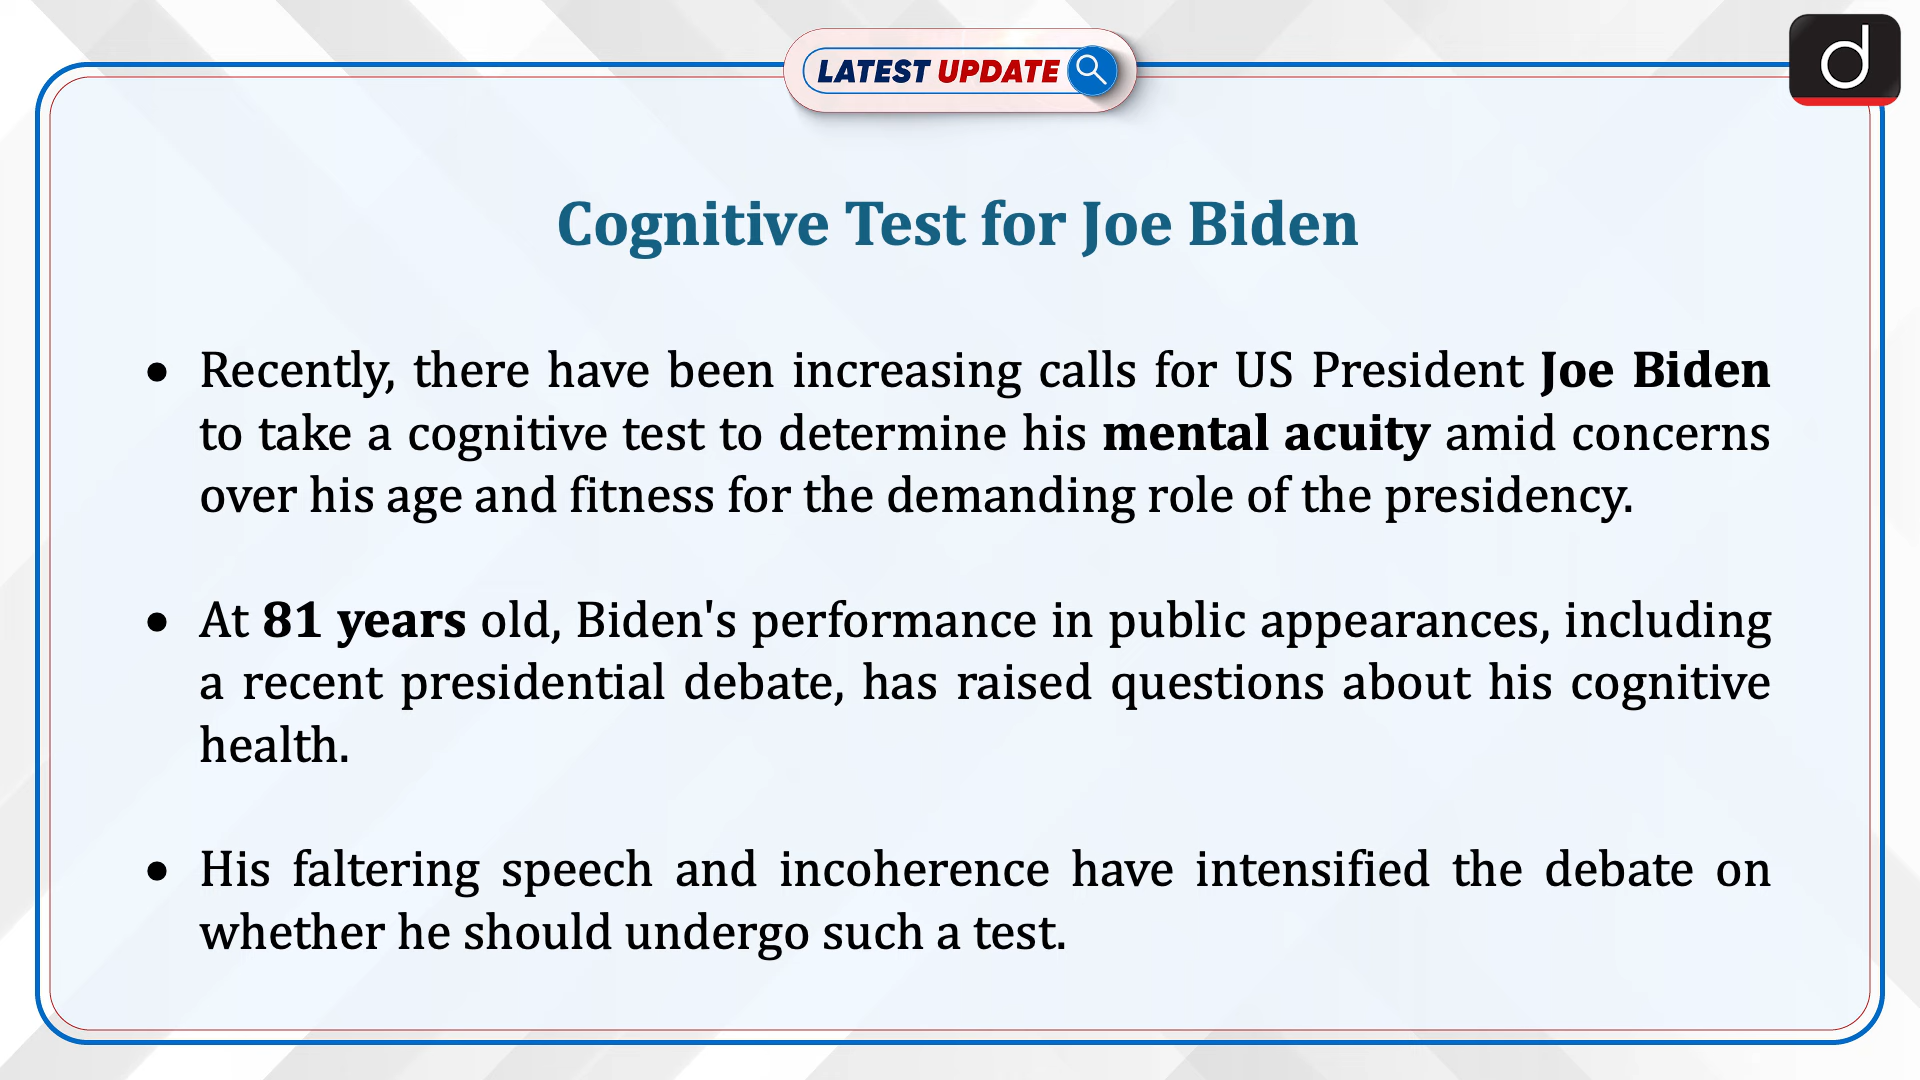 LATEST UPDATE
d
Cognitive Test for Joe Biden
• Recently, there have been increasing calls for US President Joe Biden
to take a cognitive test to determine his mental acuity amid concerns
over his age and fitness for the demanding role of the presidency.
• At 81 years old, Biden's performance in public appearances, including
a recent presidential debate, has raised questions about his cognitive
health.
• His faltering speech and incoherence have intensified the debate on
whether he should undergo such a test.